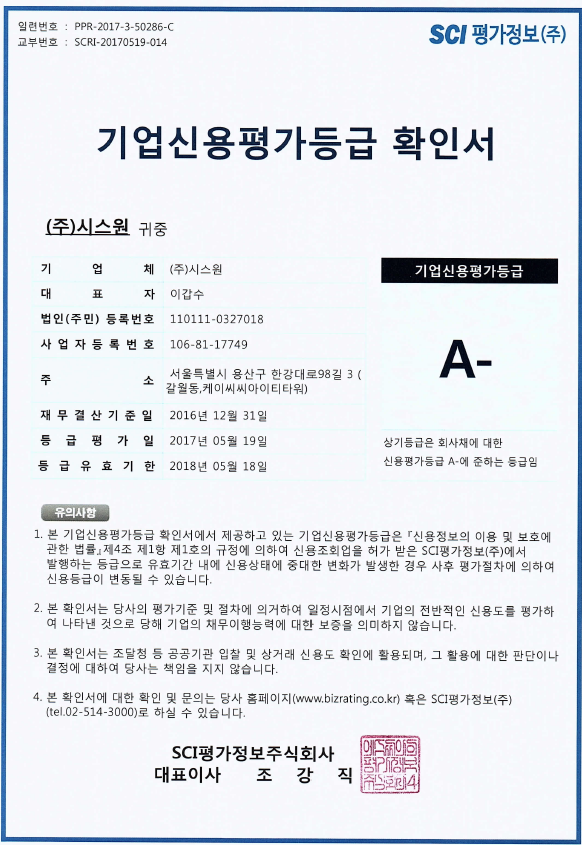 일련번호 : PPR-2017-3-50286-C
교부번호 : SCRI-20170519-014
SCI 평가정보(주)
기업신용평가등급 확인서
(주)시스원 귀중
기 업 체 (주)시스원
대 표 자 이갑수
법인(주민) 등록번호 110111-0327018
사업자등록번호 106-81-17749
주 소 서울특별시 용산구 한강대로98길 3 (
갈월동,케이씨씨아이티타워)
재무결산기준일 2016년 12월 31일
등 급 평 가 일 2017년 05월 19일
등급유효기한 2018년 05월 18일
기업신용평가등급
A-
상기등급은 회사채에 대한
신용평가등급 A-에 준하는 등급임
유의사항
1. 본 기업신용평가등급 확인서에서 제공하고 있는 기업신용평가등급은 『신용정보의 이용 및 보호에
관한 법률』제4조 제1항 제1호의 규정에 의하여 신용조회업을 허가 받은 SCI평가정보(주)에서
발행하는 등급으로 유효기간 내에 신용상태에 중대한 변화가 발생한 경우 사후 평가절차에 의하여
신용등급이 변동될 수 있습니다.
2. 본 확인서는 당사의 평가기준 및 절차에 의거하여 일정시점에서 기업의 전반적인 신용도를 평가하
여 나타낸 것으로 당해 기업의 채무이행능력에 대한 보증을 의미하지 않습니다.
3. 본 확인서는 조달청 등 공공기관 입찰 및 상거래 신용도 확인에 활용되며, 그 활용에 대한 판단이나
결정에 대하여 당사는 책임을 지지 않습니다.
4. 본 확인서에 대한 확인 및 문의는 당사 홈페이지(www.bizrating.co.kr) 혹은 SCI평가정보(주)
(tel.02-514-3000)로 하실 수 있습니다.
SCI평가정보주식회사
대표이사 조 강 직